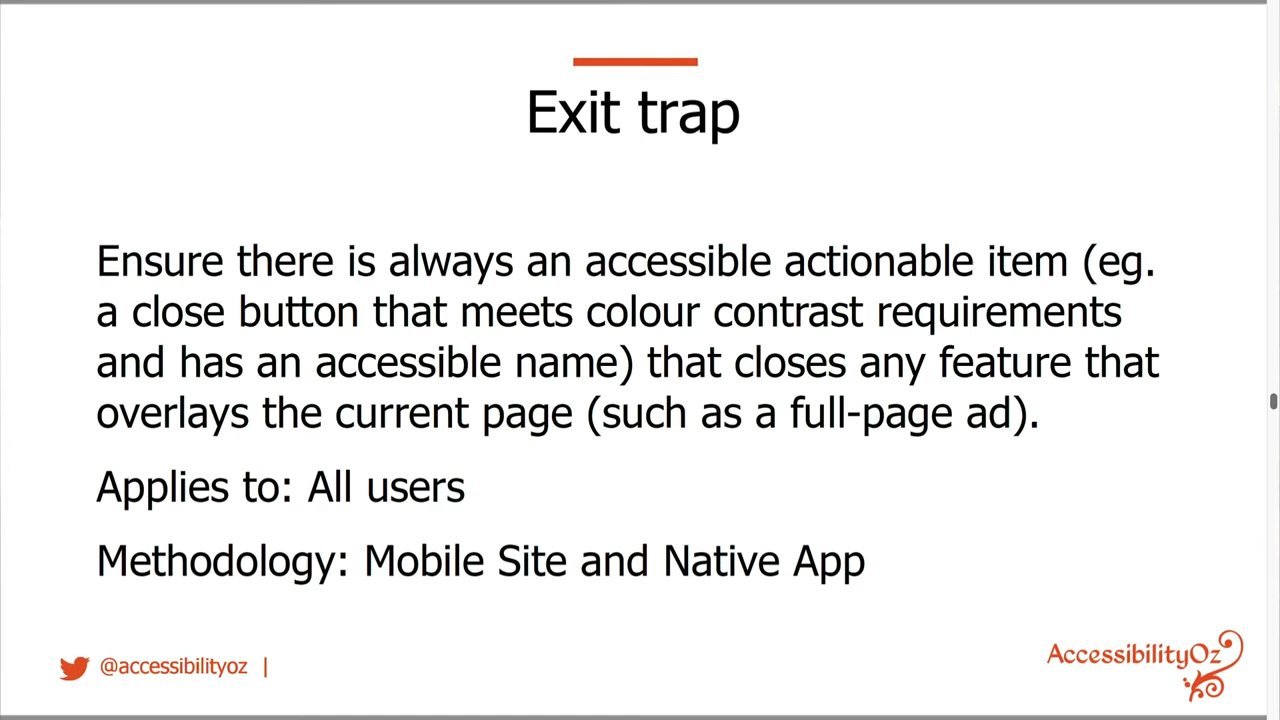 Exit trap
Ensure there is always an accessible actionable item (eg.
a close button that meets colour contrast requirements
and has an accessible name) that closes any feature that
overlays the current page (such as a full-page ad).
Applies to: All users
Methodology: Mobile Site and Native App
@accessibilityoz |
AccessibilityOz